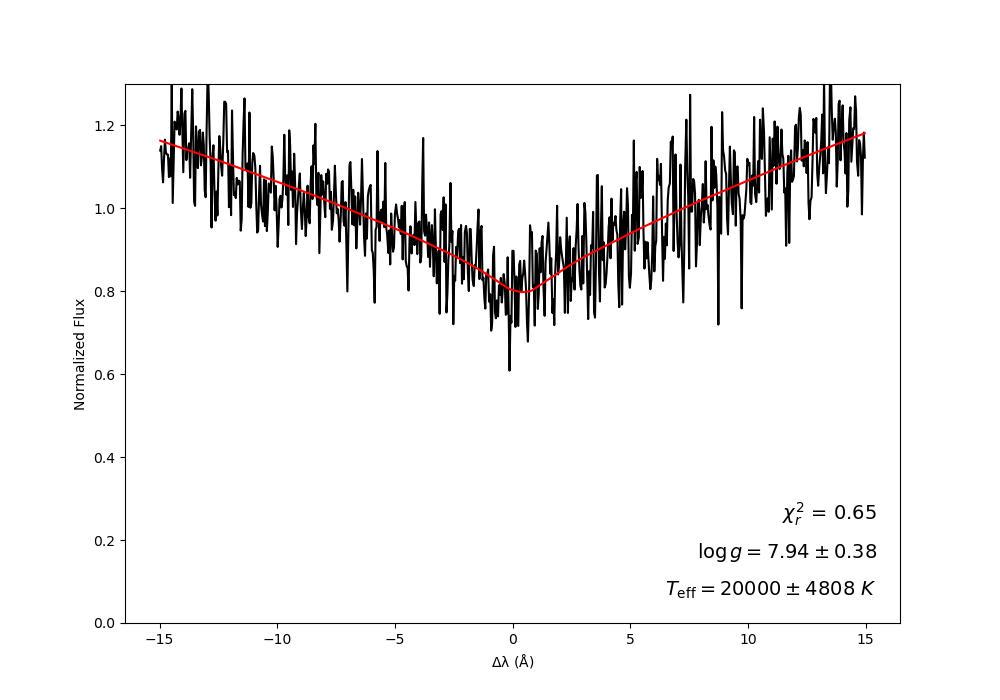 1.2
1.0
0.8
0.6
0.4
0.2
0.0
Normalized Flux
χ²ᵣ = 0.65
log g = 7.94 ± 0.38
T_eff = 20000 ± 4808 K
−15 −10 −5 0 5 10 15
Δλ (Å)